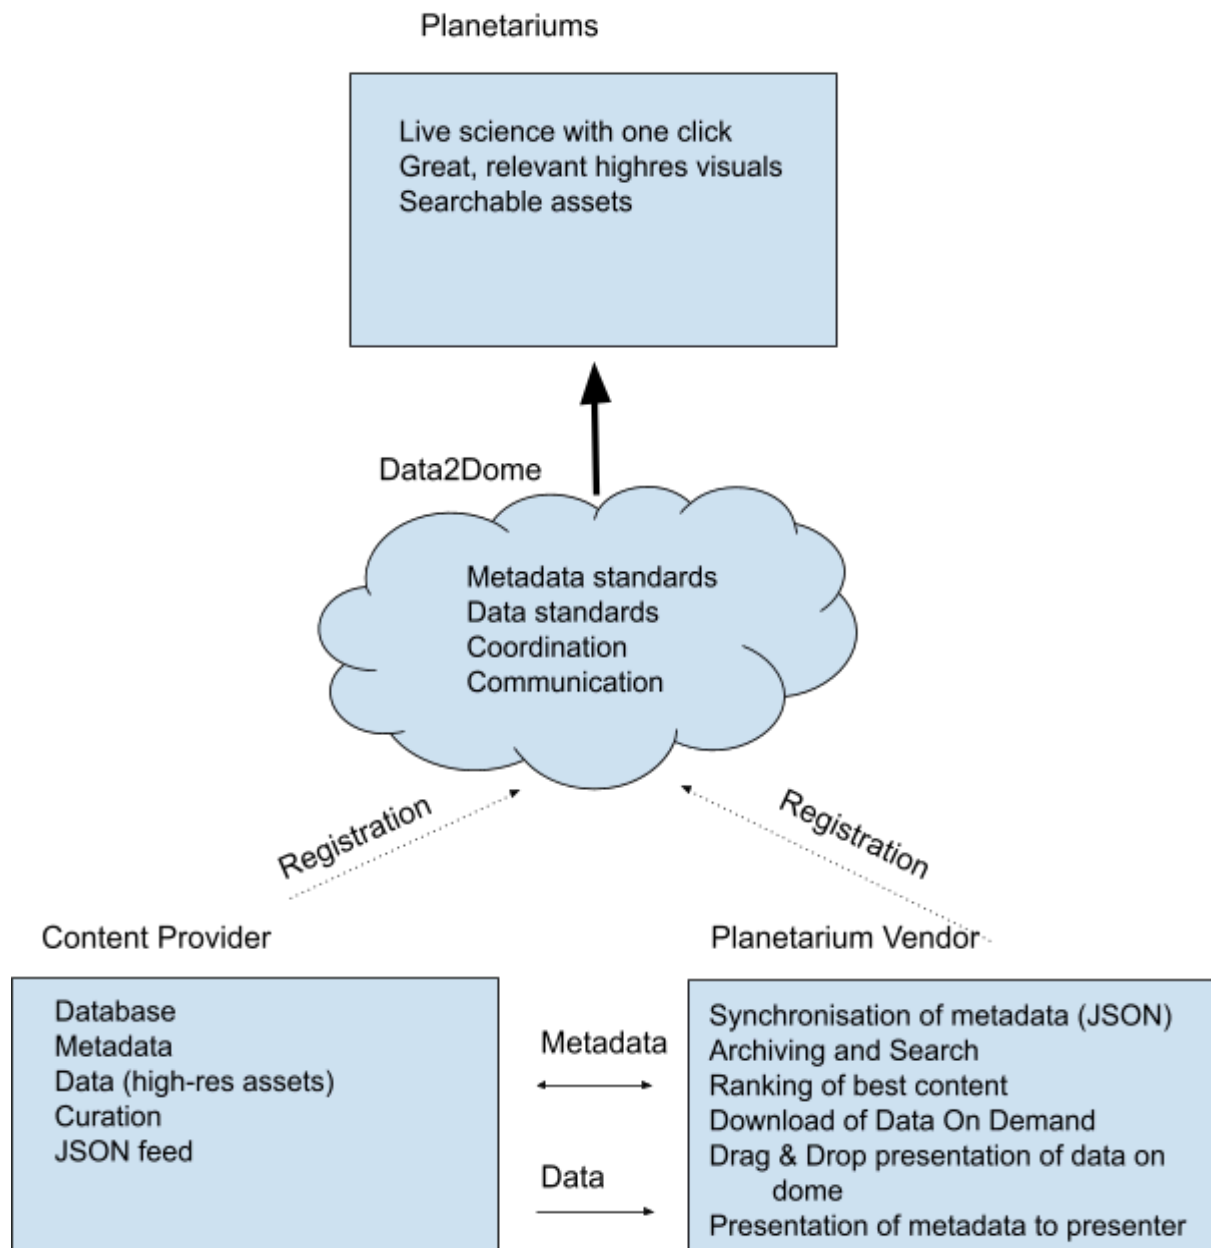 Planetariums
Live science with one click
Great, relevant highres visuals
Searchable assets
Data2Dome
Metadata standards
Data standards
Coordination
Communication
Registration
Registration
Content Provider
Database
Metadata
Data (high-res assets)
Curation
JSON feed
Metadata
Data
Planetarium Vendor
Synchronisation of metadata (JSON)
Archiving and Search
Ranking of best content
Download of Data On Demand
Drag & Drop presentation of data on
dome
Presentation of metadata to presenter